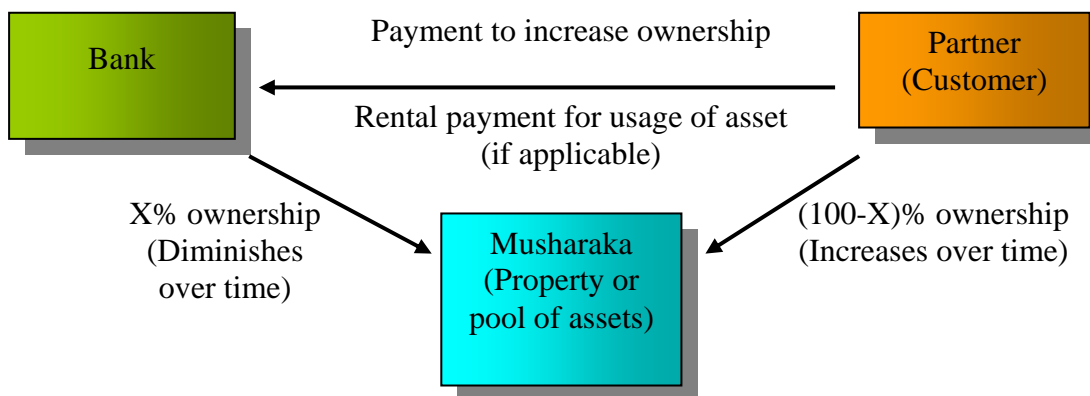 Bank
Payment to increase ownership
Partner
(Customer)
Rental payment for usage of asset
(if applicable)
X% ownership
(Diminishes
over time)
Musharaka
(Property or
pool of assets)
(100-X)% ownership
(Increases over time)